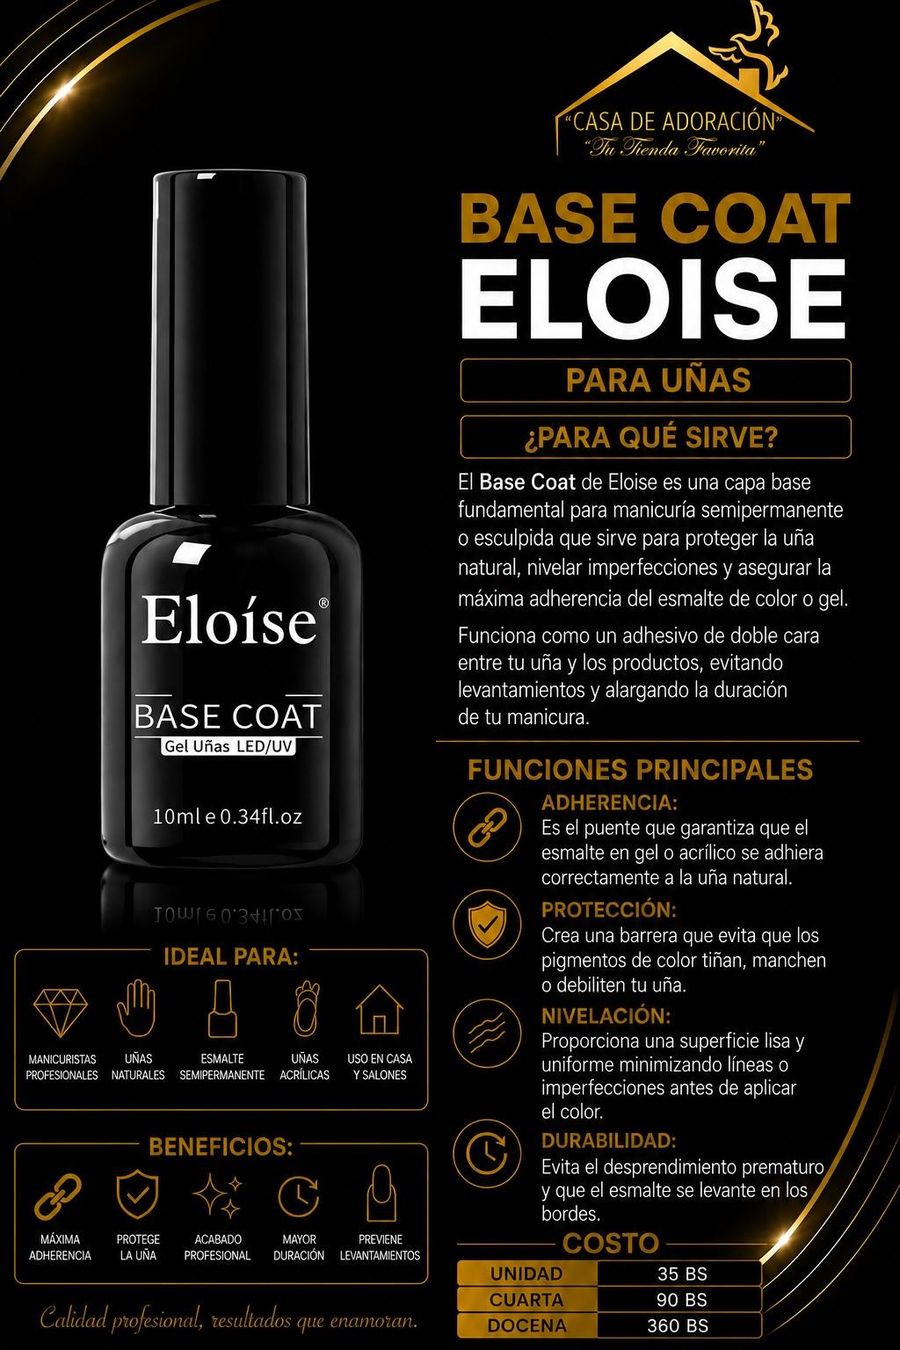 "CASA DE ADORACIÓN"
"Tu Tienda Favorita"
BASE COAT
ELOISE
PARA UÑAS
¿PARA QUÉ SIRVE?
El Base Coat de Eloise es una capa base
fundamental para manicuría semipermanente
o esculpida que sirve para proteger la uña
natural, nivelar imperfecciones y asegurar la
máxima adherencia del esmalte de color o gel.
Funciona como un adhesivo de doble cara
entre tu uña y los productos, evitando
levantamientos y alargando la duración
de tu manicura.
Eloíse®
BASE COAT
Gel Uñas LED/UV
10ml e 0.34fl.oz
10ml e 0.34fl.oz
FUNCIONES PRINCIPALES
ADHERENCIA:
Es el puente que garantiza que el
esmalte en gel o acrílico se adhiera
correctamente a la uña natural.
PROTECCIÓN:
Crea una barrera que evita que los
pigmentos de color tiñan, manchen
o debiliten tu uña.
NIVELACIÓN:
Proporciona una superficie lisa y
uniforme minimizando líneas o
imperfecciones antes de aplicar
el color.
DURABILIDAD:
Evita el desprendimiento prematuro
y que el esmalte se levante en los
bordes.
IDEAL PARA:
MANICURISTAS
PROFESIONALES
UÑAS
NATURALES
ESMALTE
SEMIPERMANENTE
UÑAS
ACRÍLICAS
USO EN CASA
Y SALONES
BENEFICIOS:
MÁXIMA
ADHERENCIA
PROTEGE
LA UÑA
ACABADO
PROFESIONAL
MAYOR
DURACIÓN
PREVIENE
LEVANTAMIENTOS
Calidad profesional, resultados que enamoran.
COSTO
UNIDAD 35 BS
CUARTA 90 BS
DOCENA 360 BS